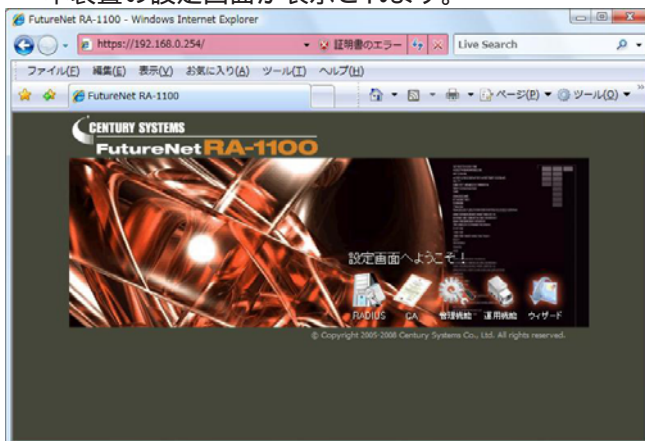 本装置の設定画面が表示されます。
FutureNet RA-1100 - Windows Internet Explorer
https://192.168.0.254/
証明書のエラー
Live Search
ファイル(F) 編集(E) 表示(V) お気に入り(A) ツール(T) ヘルプ(H)
FutureNet RA-1100
ページ(P) ツール(O)
CENTURY SYSTEMS
FutureNet RA-1100
設定画面へようこそ!
RADIUS CA 管理機能 運用機能 ウィザード
© Copyright 2005-2008 Century Systems Co., Ltd. All rights reserved.